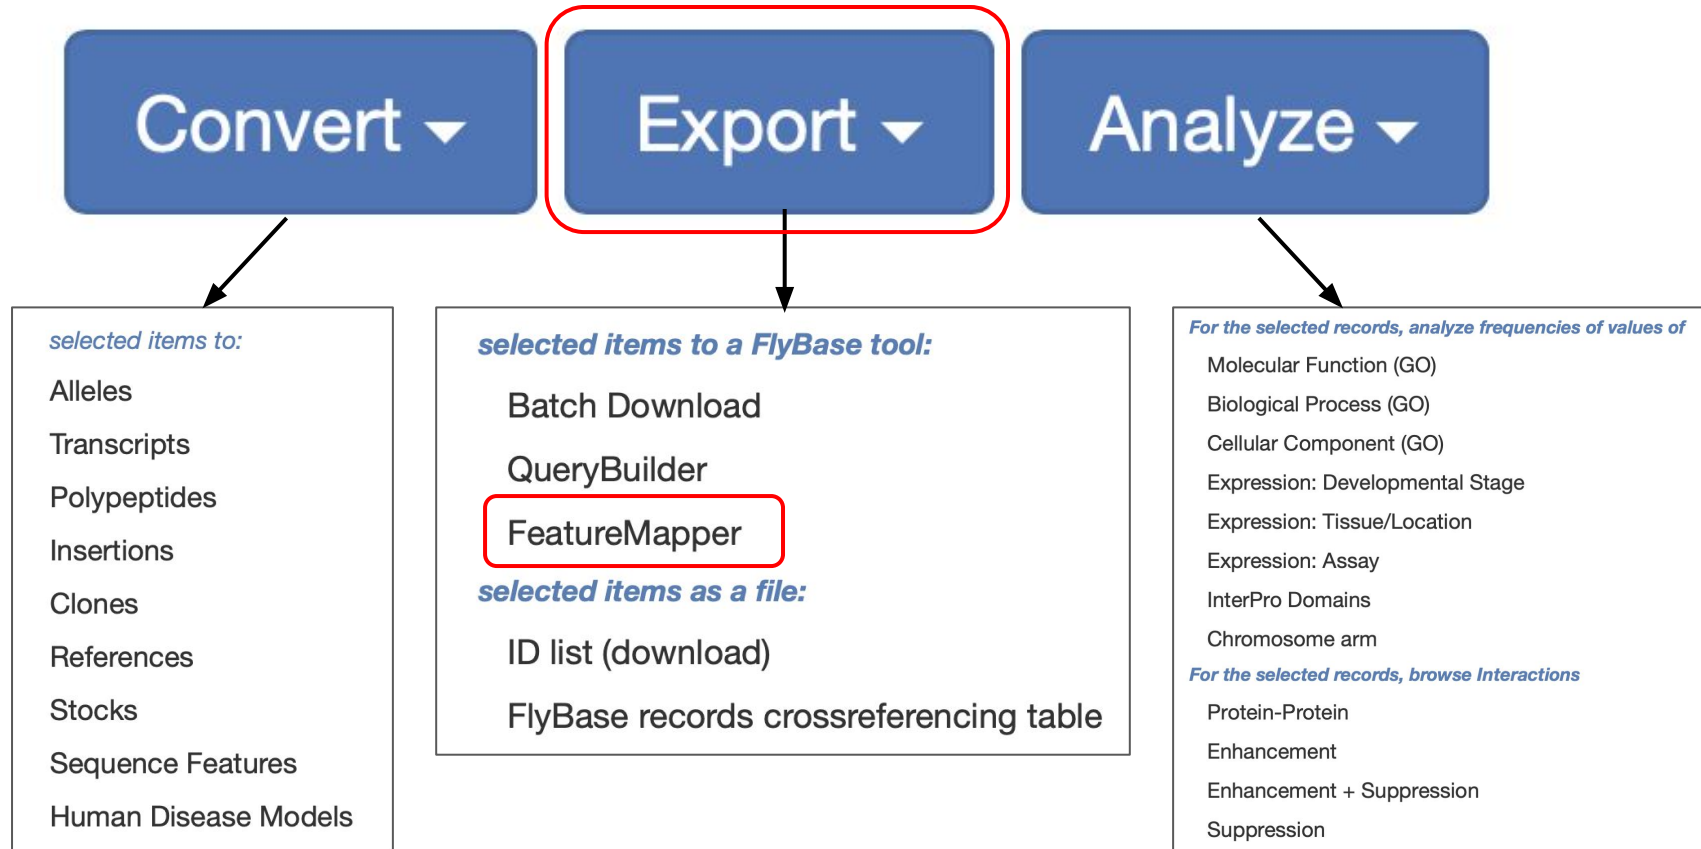 Convert
Export
Analyze
selected items to:
Alleles
Transcripts
Polypeptides
Insertions
Clones
References
Stocks
Sequence Features
Human Disease Models
selected items to a FlyBase tool:
Batch Download
QueryBuilder
FeatureMapper
selected items as a file:
ID list (download)
FlyBase records crossreferencing table
For the selected records, analyze frequencies of values of
Molecular Function (GO)
Biological Process (GO)
Cellular Component (GO)
Expression: Developmental Stage
Expression: Tissue/Location
Expression: Assay
InterPro Domains
Chromosome arm
For the selected records, browse Interactions
Protein-Protein
Enhancement
Enhancement + Suppression
Suppression